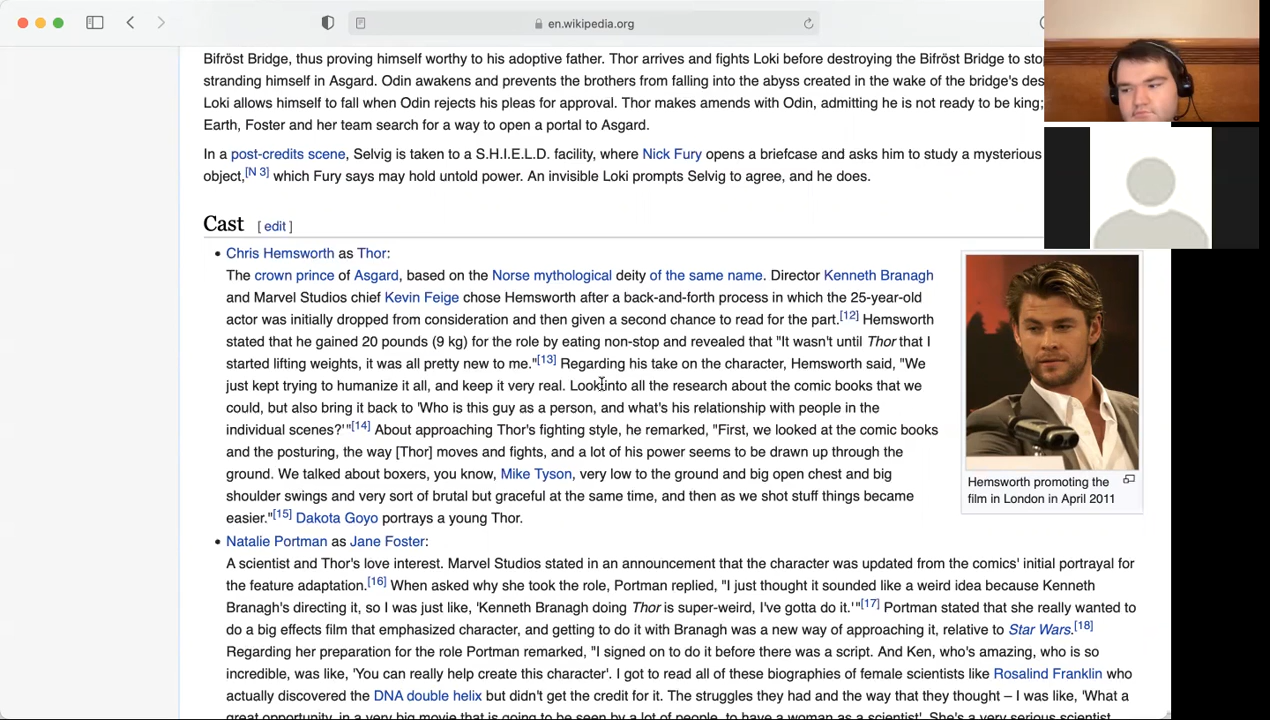 en.wikipedia.org
Bifröst Bridge, thus proving himself worthy to his adoptive father. Thor arrives and fights Loki before destroying the Bifröst Bridge to stop
stranding himself in Asgard. Odin awakens and prevents the brothers from falling into the abyss created in the wake of the bridge's
Loki allows himself to fall when Odin rejects his pleas for approval. Thor makes amends with Odin, admitting he is not ready to be king;
Earth, Foster and her team search for a way to open a portal to Asgard.
In a post-credits scene, Selvig is taken to a S.H.I.E.L.D. facility, where Nick Fury opens a briefcase and asks him to study a mysterious
object,[N 3] which Fury says may hold untold power. An invisible Loki prompts Selvig to agree, and he does.
Cast [ edit ]
• Chris Hemsworth as Thor:
The crown prince of Asgard, based on the Norse mythological deity of the same name. Director Kenneth Branagh
and Marvel Studios chief Kevin Feige chose Hemsworth after a back-and-forth process in which the 25-year-old
actor was initially dropped from consideration and then given a second chance to read for the part.[12] Hemsworth
stated that he gained 20 pounds (9 kg) for the role by eating non-stop and revealed that "It wasn't until Thor that I
started lifting weights, it was all pretty new to me."[13] Regarding his take on the character, Hemsworth said, "We
just kept trying to humanize it all, and keep it very real. Look into all the research about the comic books that we
could, but also bring it back to 'Who is this guy as a person, and what's his relationship with people in the
individual scenes?'"[14] About approaching Thor's fighting style, he remarked, "First, we looked at the comic books
and the posturing, the way [Thor] moves and fights, and a lot of his power seems to be drawn up through the
ground. We talked about boxers, you know, Mike Tyson, very low to the ground and big open chest and big
shoulder swings and very sort of brutal but graceful at the same time, and then as we shot stuff things became
easier."[15] Dakota Goyo portrays a young Thor.
Hemsworth promoting the
film in London in April 2011
• Natalie Portman as Jane Foster:
A scientist and Thor's love interest. Marvel Studios stated in an announcement that the character was updated from the comics' initial portrayal for
the feature adaptation.[16] When asked why she took the role, Portman replied, "I just thought it sounded like a weird idea because Kenneth
Branagh's directing it, so I was just like, 'Kenneth Branagh doing Thor is super-weird, I've gotta do it.'"[17] Portman stated that she really wanted to
do a big effects film that emphasized character, and getting to do it with Branagh was a new way of approaching it, relative to Star Wars.[18]
Regarding her preparation for the role Portman remarked, "I signed on to do it before there was a script. And Ken, who's amazing, who is so
incredible, was like, 'You can really help create this character'. I got to read all of these biographies of female scientists like Rosalind Franklin who
actually discovered the DNA double helix but didn't get the credit for it. The struggles they had and the way that they thought – I was like, 'What a
great opportunity, in a very big movie that is going to be seen by a lot of people, to have a woman as a scientist'. She's a very serious scientist.